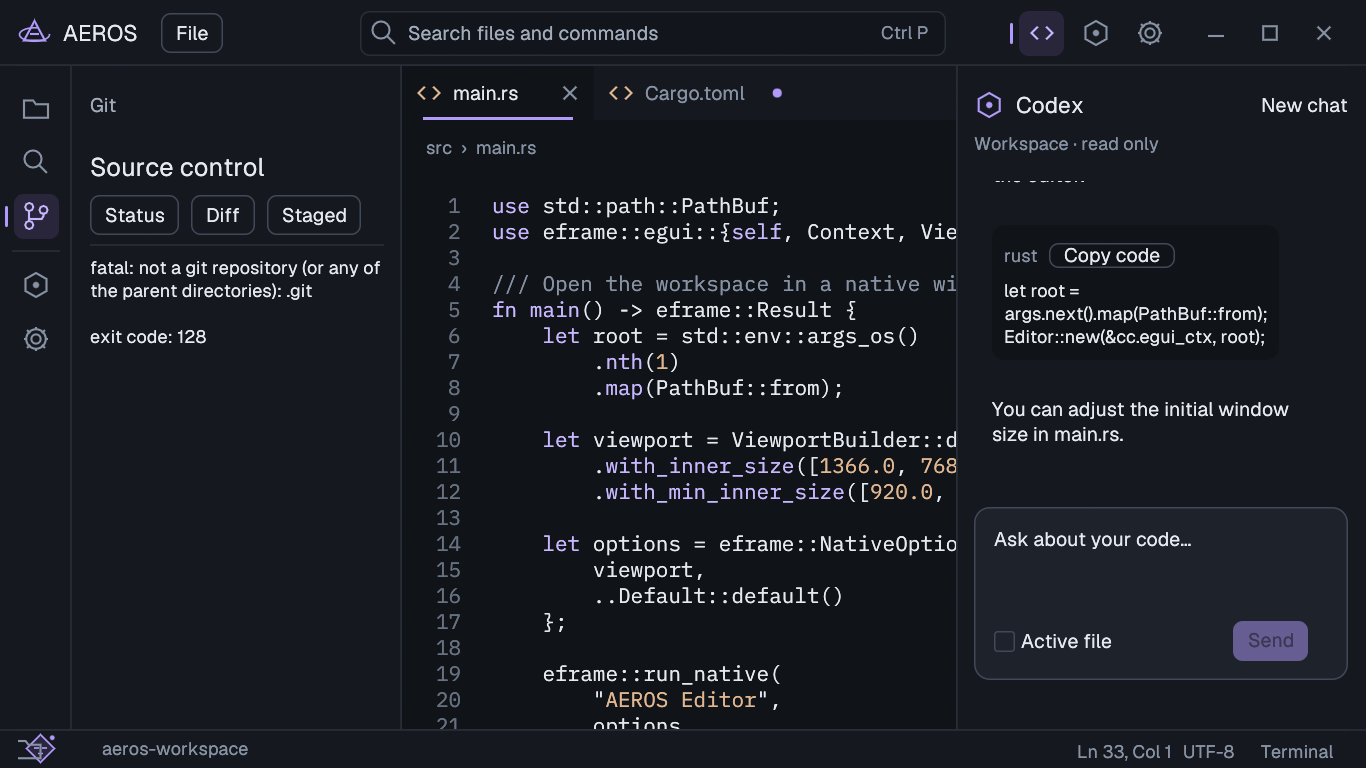 AEROS
File
Search files and commands
Ctrl P
Git
Source control
Status
Diff
Staged
fatal: not a git repository (or any of
the parent directories): .git
exit code: 128
main.rs
Cargo.toml
src › main.rs
1 use std::path::PathBuf;
2 use eframe::egui::{self, Context, Vie
3
4 /// Open the workspace in a native wi
5 fn main() -> eframe::Result {
6 let root = std::env::args_os()
7 .nth(1)
8 .map(PathBuf::from);
9
10 let viewport = ViewportBuilder::d
11 .with_inner_size([1366.0, 768
12 .with_min_inner_size([920.0,
13
14 let options = eframe::NativeOptio
15 viewport,
16 ..Default::default()
17 };
18
19 eframe::run_native(
20 "AEROS Editor",
21 options
Codex
New chat
Workspace · read only
the editor.
rust
Copy code
let root =
args.next().map(PathBuf::from);
Editor::new(&cc.egui_ctx, root);
You can adjust the initial window
size in main.rs.
Ask about your code…
Active file
Send
aeros-workspace
Ln 33, Col 1
UTF-8
Terminal